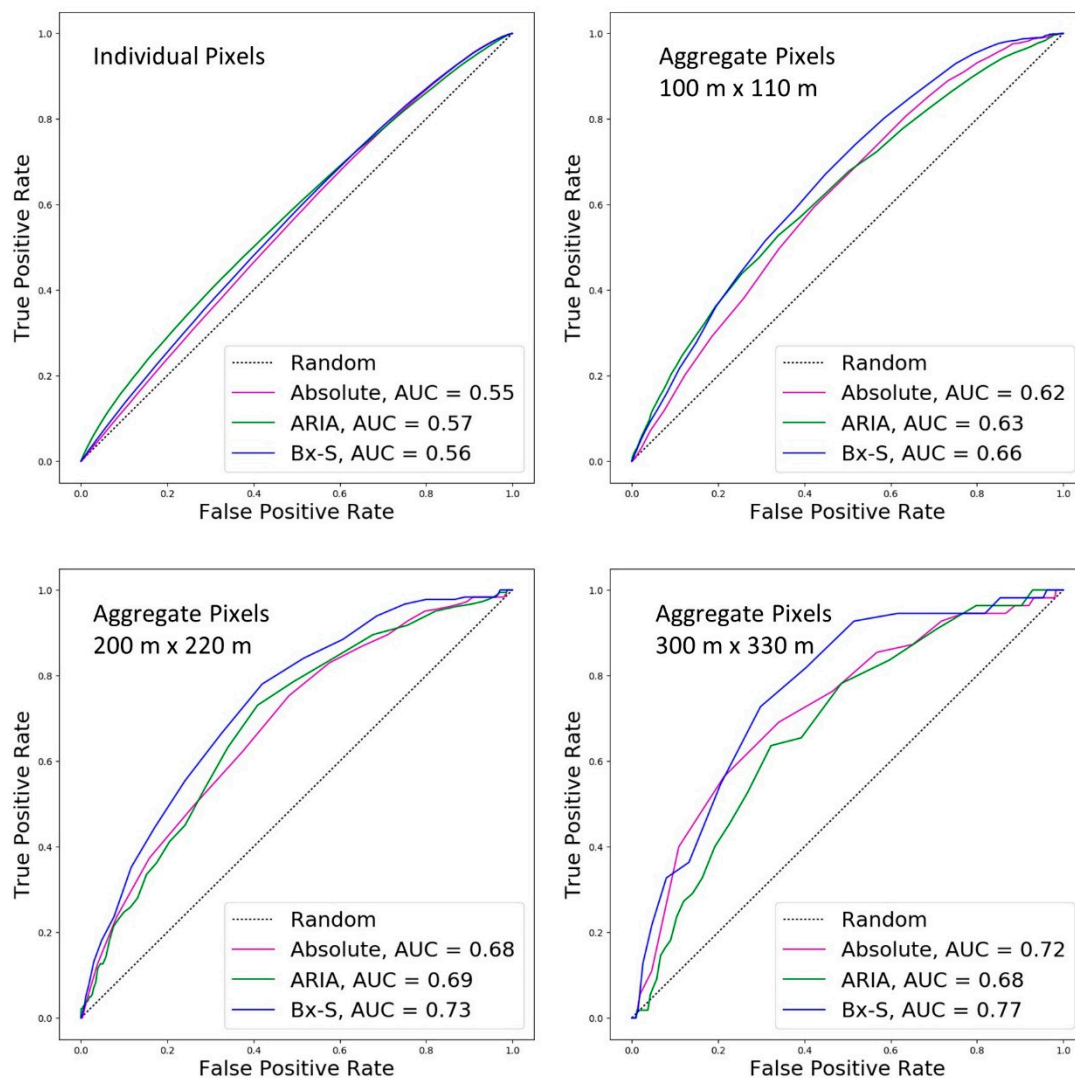 Individual Pixels
True Positive Rate
1.0
0.8
0.6
0.4
0.2
0.0
Random
Absolute, AUC = 0.55
ARIA, AUC = 0.57
Bx-S, AUC = 0.56
0.0 0.2 0.4 0.6 0.8 1.0
False Positive Rate
Aggregate Pixels
100 m x 110 m
True Positive Rate
1.0
0.8
0.6
0.4
0.2
0.0
Random
Absolute, AUC = 0.62
ARIA, AUC = 0.63
Bx-S, AUC = 0.66
0.0 0.2 0.4 0.6 0.8 1.0
False Positive Rate
Aggregate Pixels
200 m x 220 m
True Positive Rate
1.0
0.8
0.6
0.4
0.2
0.0
Random
Absolute, AUC = 0.68
ARIA, AUC = 0.69
Bx-S, AUC = 0.73
0.0 0.2 0.4 0.6 0.8 1.0
False Positive Rate
Aggregate Pixels
300 m x 330 m
True Positive Rate
1.0
0.8
0.6
0.4
0.2
0.0
Random
Absolute, AUC = 0.72
ARIA, AUC = 0.68
Bx-S, AUC = 0.77
0.0 0.2 0.4 0.6 0.8 1.0
False Positive Rate